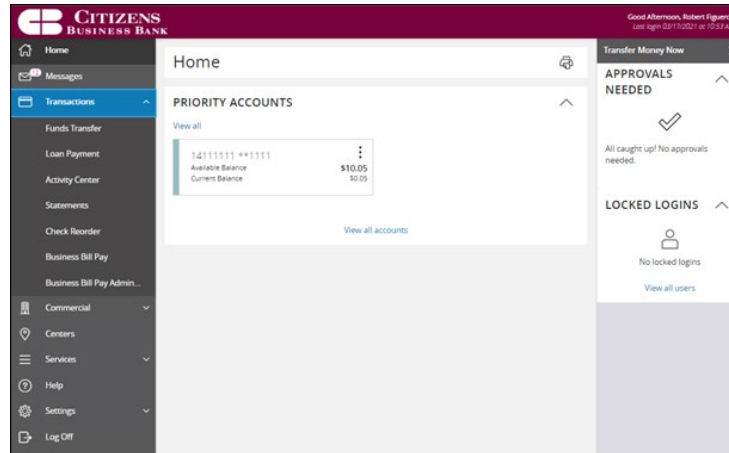 CITIZENS
BUSINESS BANK
Good Afternoon, Robert Figuero
Last login 03/17/2021 at 10:53 A
Home
Messages
Transactions
Funds Transfer
Loan Payment
Activity Center
Statements
Check Reorder
Business Bill Pay
Business Bill Pay Admin...
Commercial
Centers
Services
Help
Settings
Log Off
Home
PRIORITY ACCOUNTS
View all
14111111 **1111
Available Balance $10.05
Current Balance $0.05
View all accounts
Transfer Money Now
APPROVALS
NEEDED
All caught up! No approvals
needed.
LOCKED LOGINS
No locked logins
View all users